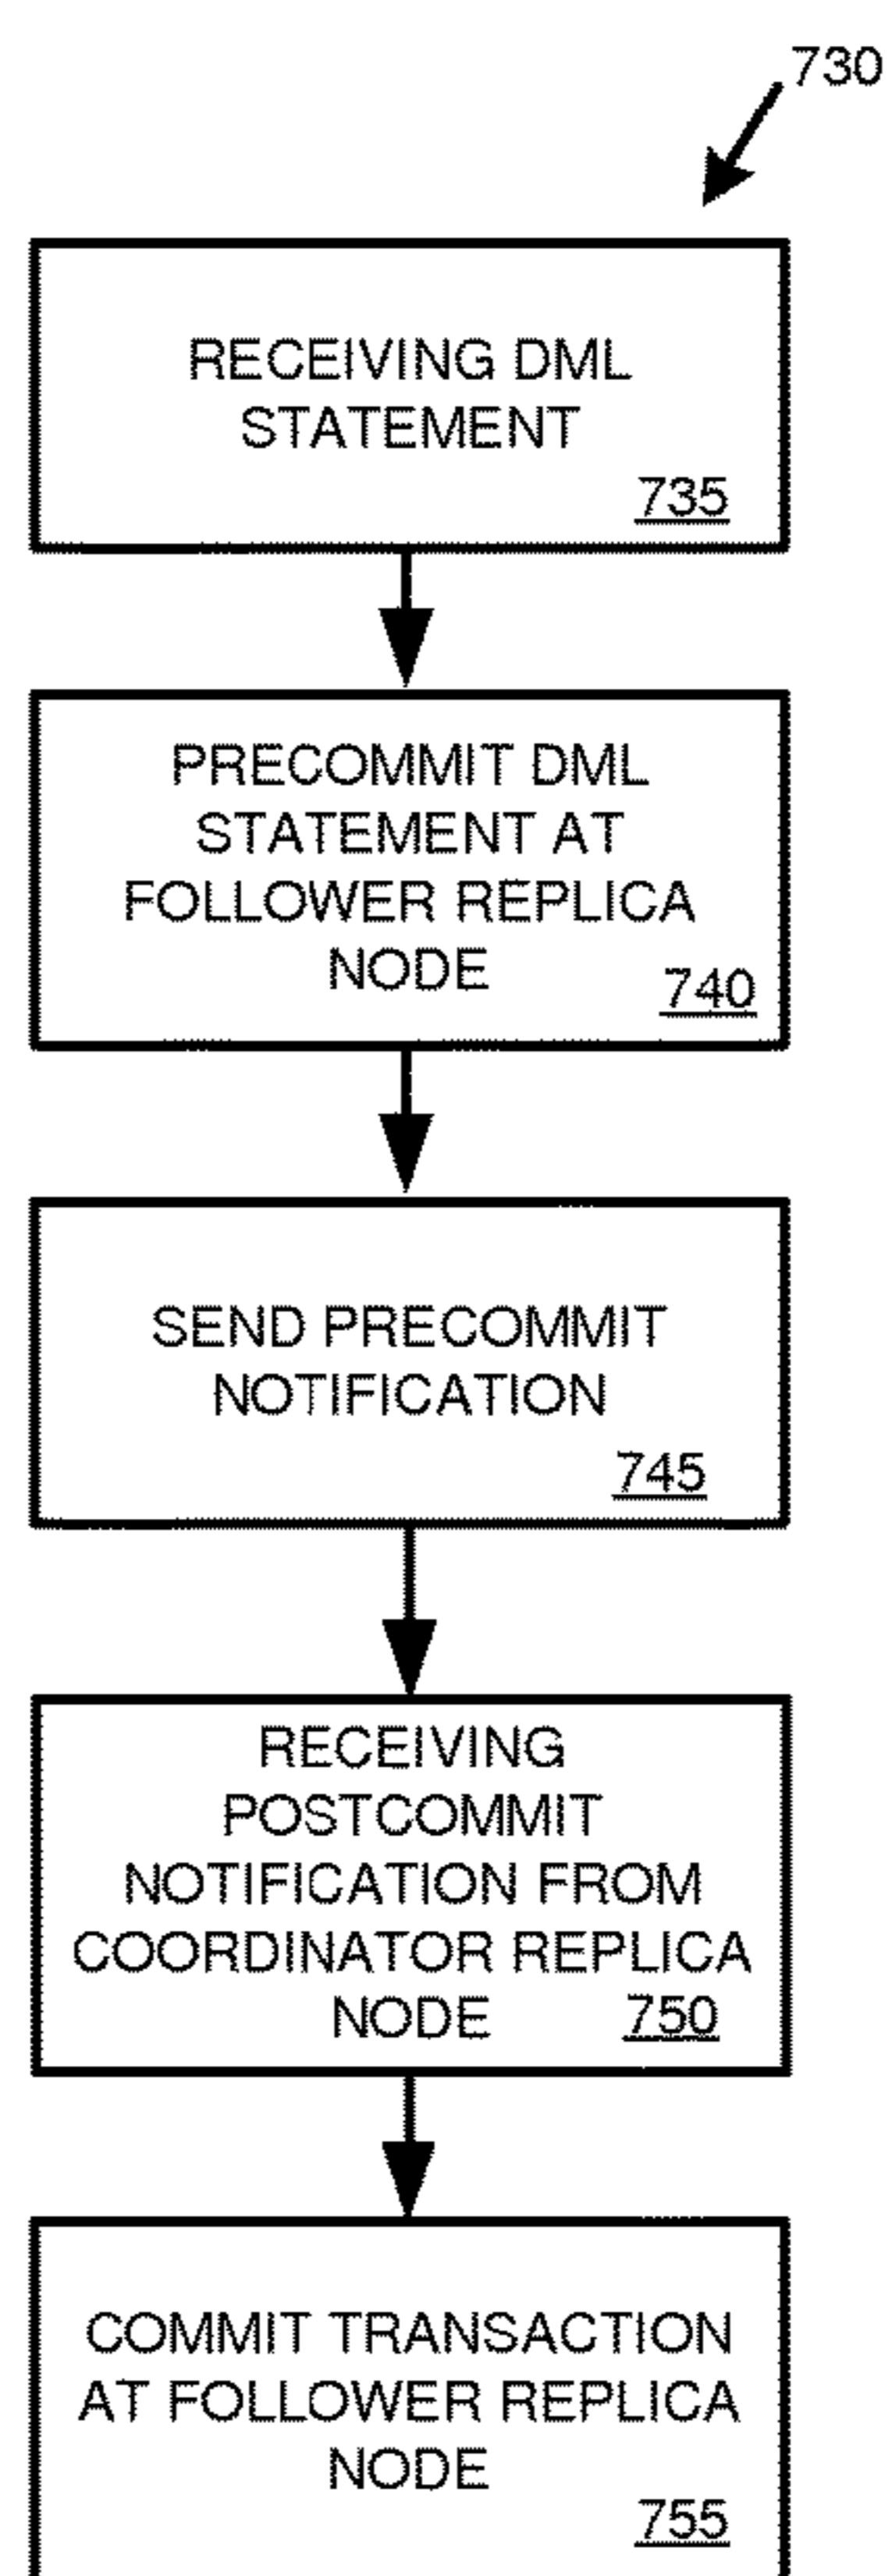 730
RECEIVING DML
STATEMENT
735
PRECOMMIT DML
STATEMENT AT
FOLLOWER REPLICA
NODE
740
SEND PRECOMMIT
NOTIFICATION
745
RECEIVING
POSTCOMMIT
NOTIFICATION FROM
COORDINATOR REPLICA
NODE 750
COMMIT TRANSACTION
AT FOLLOWER REPLICA
NODE
755